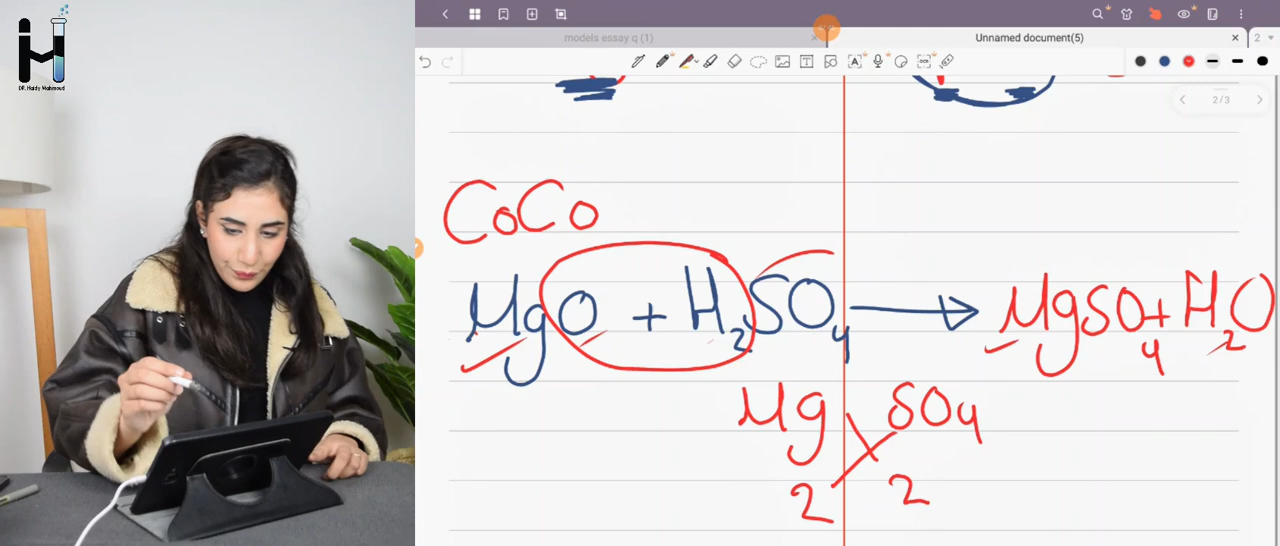 H
DR. Haidy Mahmoud
models essay q (1)
Unnamed document(5)
2
2/3
CoCo
MgO + H₂SO₄ → MgSO₄ + H₂O
Mg SO₄
2 2